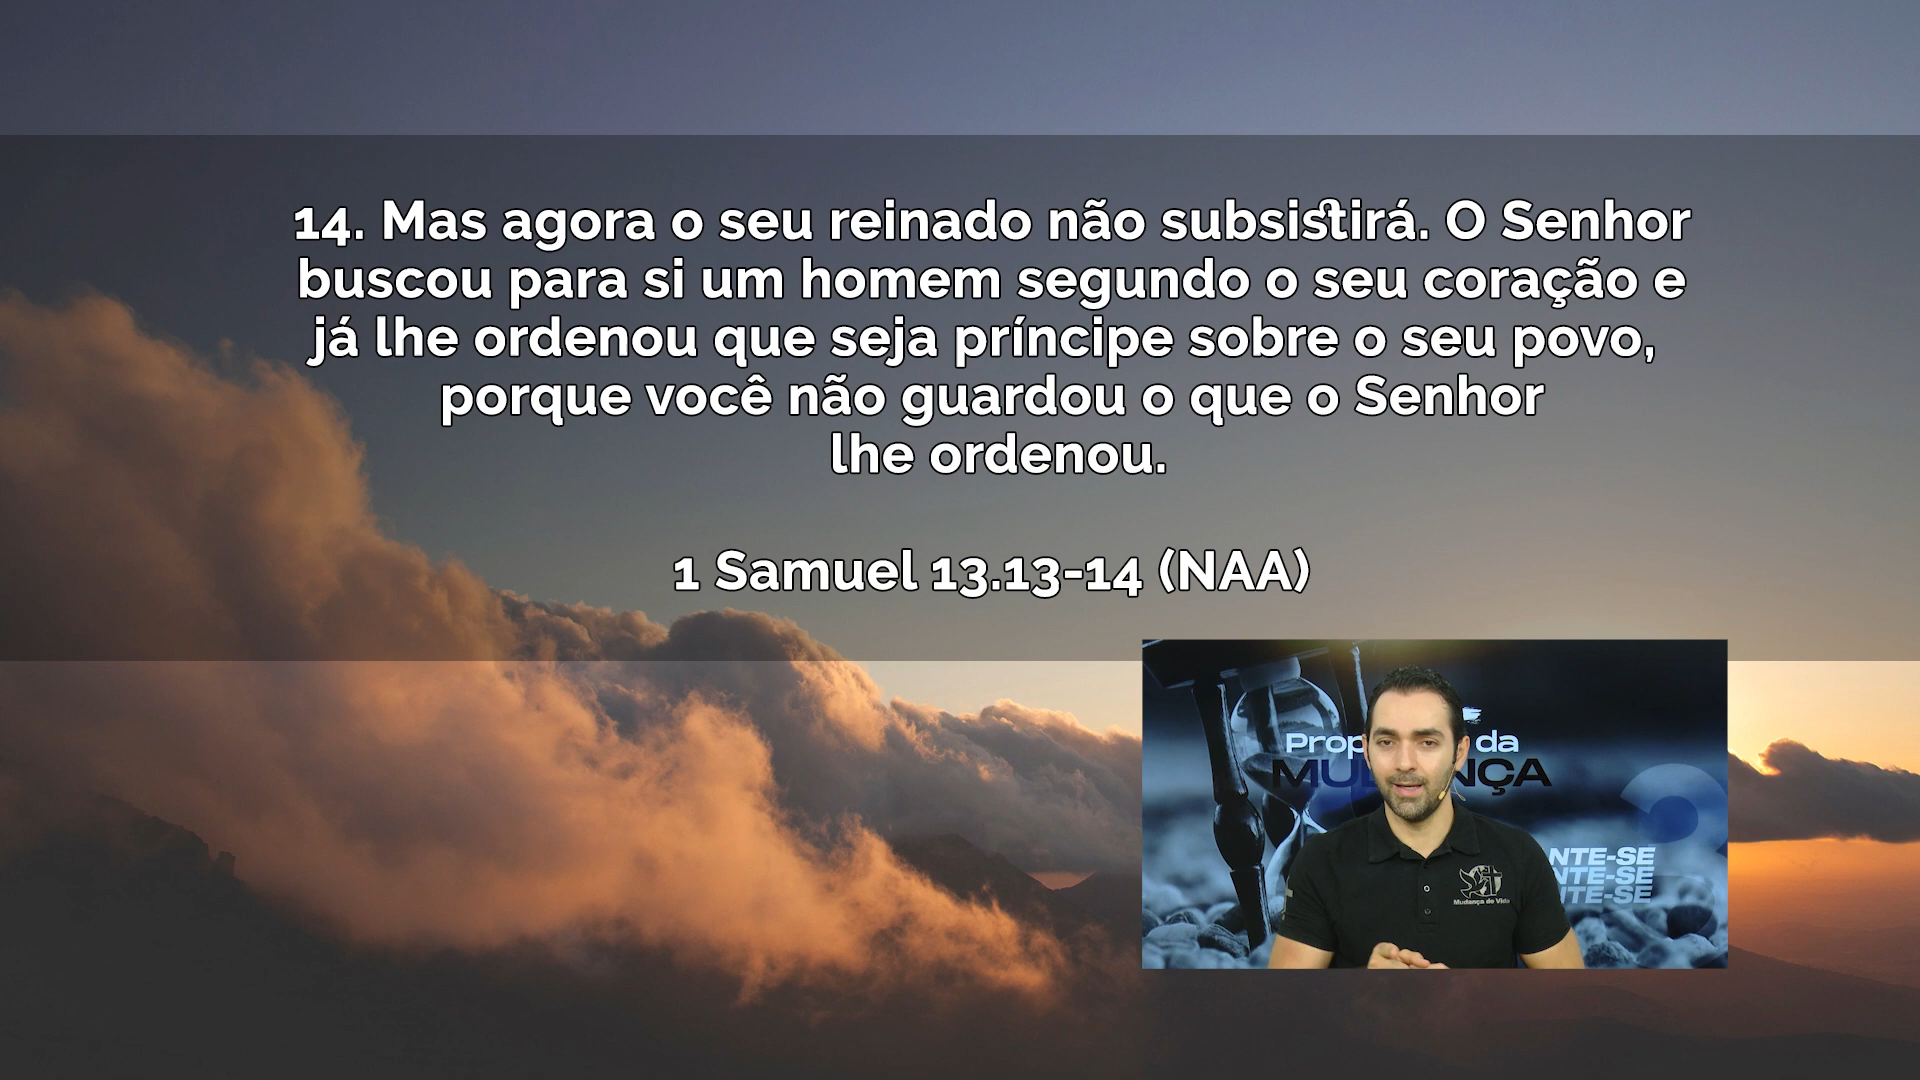 14. Mas agora o seu reinado não subsistirá. O Senhor
buscou para si um homem segundo o seu coração e
já lhe ordenou que seja príncipe sobre o seu povo,
porque você não guardou o que o Senhor
lhe ordenou.
1 Samuel 13.13-14 (NAA)
da
NTE-SE
NTE-SE
NTE-SE
Mudança de Vida